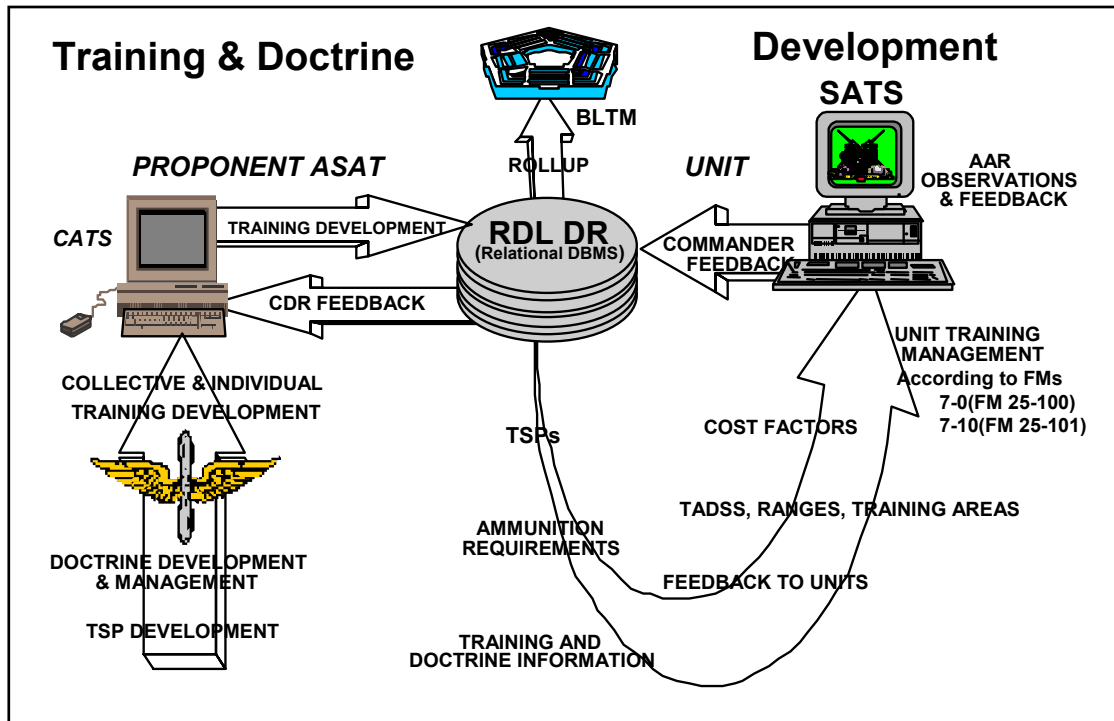 Training & Doctrine
Development
SATS
BLTM
ROLLUP
PROPONENT ASAT
UNIT
AAR
OBSERVATIONS
& FEEDBACK
CATS
TRAINING DEVELOPMENT
RDL DR
(Relational DBMS)
COMMANDER
FEEDBACK
CDR FEEDBACK
UNIT TRAINING
MANAGEMENT
According to FMs
7-0(FM 25-100)
7-10(FM 25-101)
COLLECTIVE & INDIVIDUAL
TRAINING DEVELOPMENT
TSPs
COST FACTORS
TADSS, RANGES, TRAINING AREAS
AMMUNITION
REQUIREMENTS
DOCTRINE DEVELOPMENT
& MANAGEMENT
FEEDBACK TO UNITS
TSP DEVELOPMENT
TRAINING AND
DOCTRINE INFORMATION